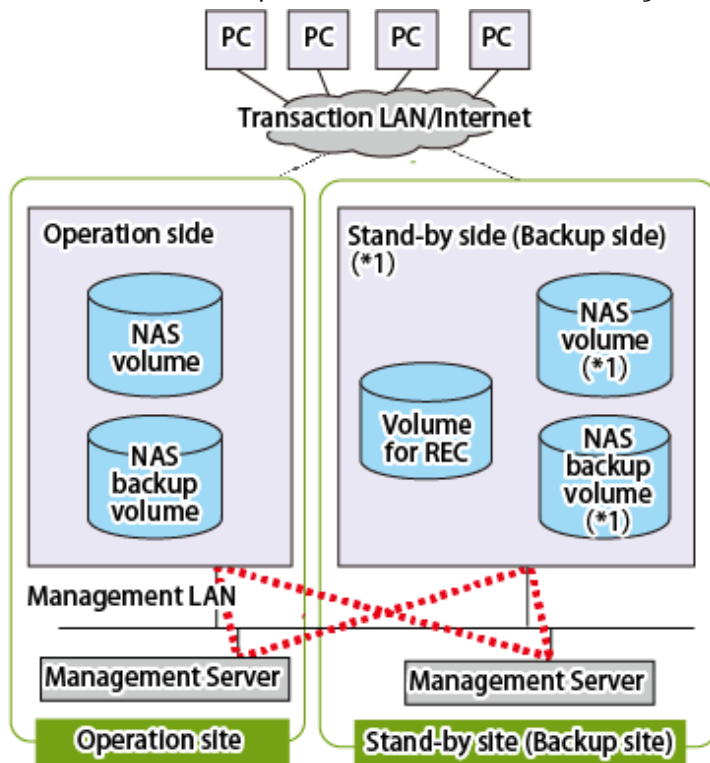 PC PC PC PC
Transaction LAN/Internet
Operation side
NAS
volume
NAS
backup
volume
Stand-by side (Backup side)
(*1)
Volume
for REC
NAS
volume
(*1)
NAS
backup
volume
(*1)
Management LAN
Management Server
Management Server
Operation site
Stand-by site (Backup site)